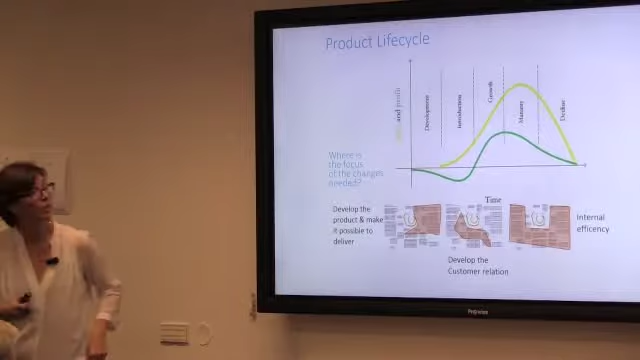 Product Lifecycle
and profit
Development
Introduction
Growth
Maturity
Decline
Where is
the focus
of the changes
needed?
Time
Develop the
product & make
it possible to
deliver
Develop the
Customer relation
Internal
efficency